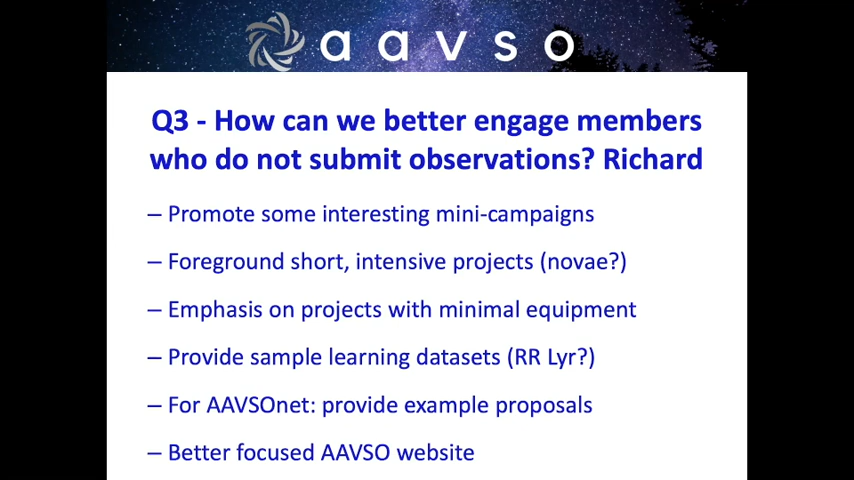 aavso
Q3 - How can we better engage members
who do not submit observations? Richard
– Promote some interesting mini-campaigns
– Foreground short, intensive projects (novae?)
– Emphasis on projects with minimal equipment
– Provide sample learning datasets (RR Lyr?)
– For AAVSOnet: provide example proposals
– Better focused AAVSO website